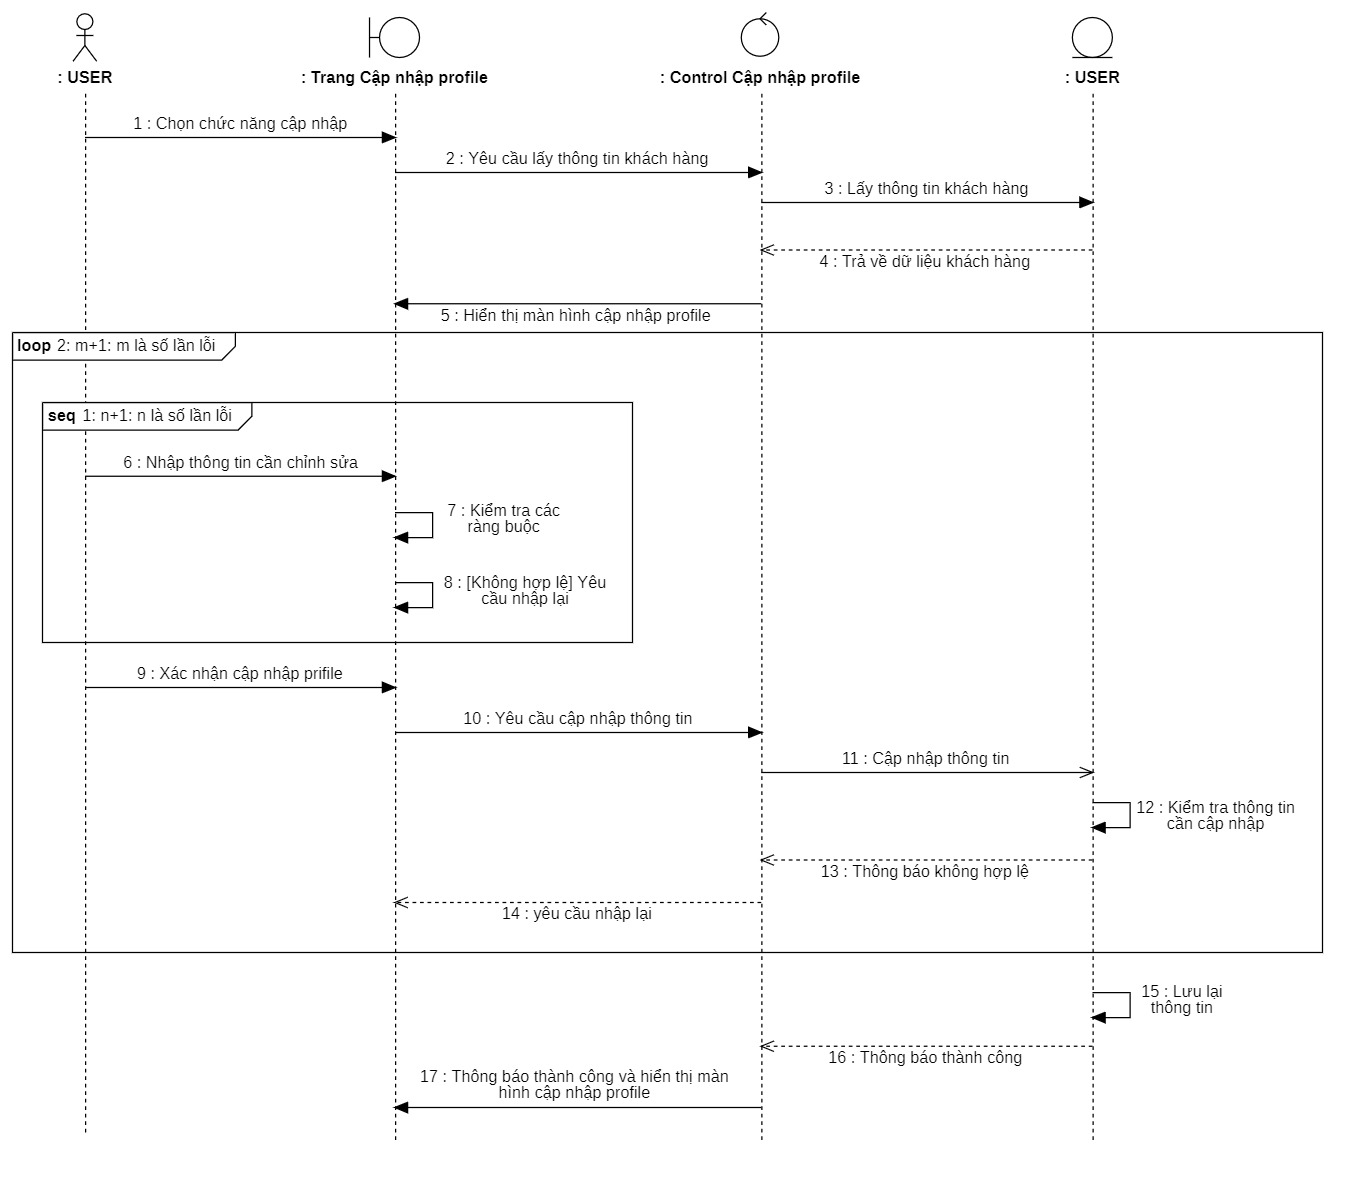 : USER
: Trang Cập nhập profile
: Control Cập nhập profile
: USER
1 : Chọn chức năng cập nhập
2 : Yêu cầu lấy thông tin khách hàng
3 : Lấy thông tin khách hàng
4 : Trả về dữ liệu khách hàng
5 : Hiển thị màn hình cập nhập profile
loop 2: m+1: m là số lần lỗi
seq 1: n+1: n là số lần lỗi
6 : Nhập thông tin cần chỉnh sửa
7 : Kiểm tra các
ràng buộc
8 : [Không hợp lệ] Yêu
cầu nhập lại
9 : Xác nhận cập nhập prifile
10 : Yêu cầu cập nhập thông tin
11 : Cập nhập thông tin
12 : Kiểm tra thông tin
cần cập nhập
13 : Thông báo không hợp lệ
14 : yêu cầu nhập lại
15 : Lưu lại
thông tin
16 : Thông báo thành công
17 : Thông báo thành công và hiển thị màn
hình cập nhập profile